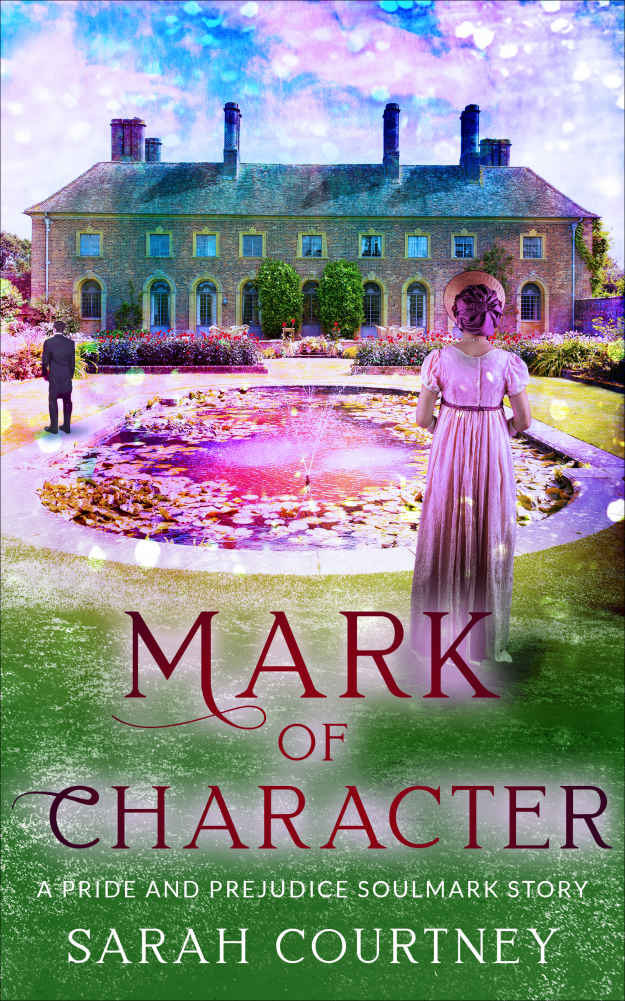 MARK
OF
CHARACTER
A PRIDE AND PREJUDICE SOULMARK STORY
SARAH COURTNEY